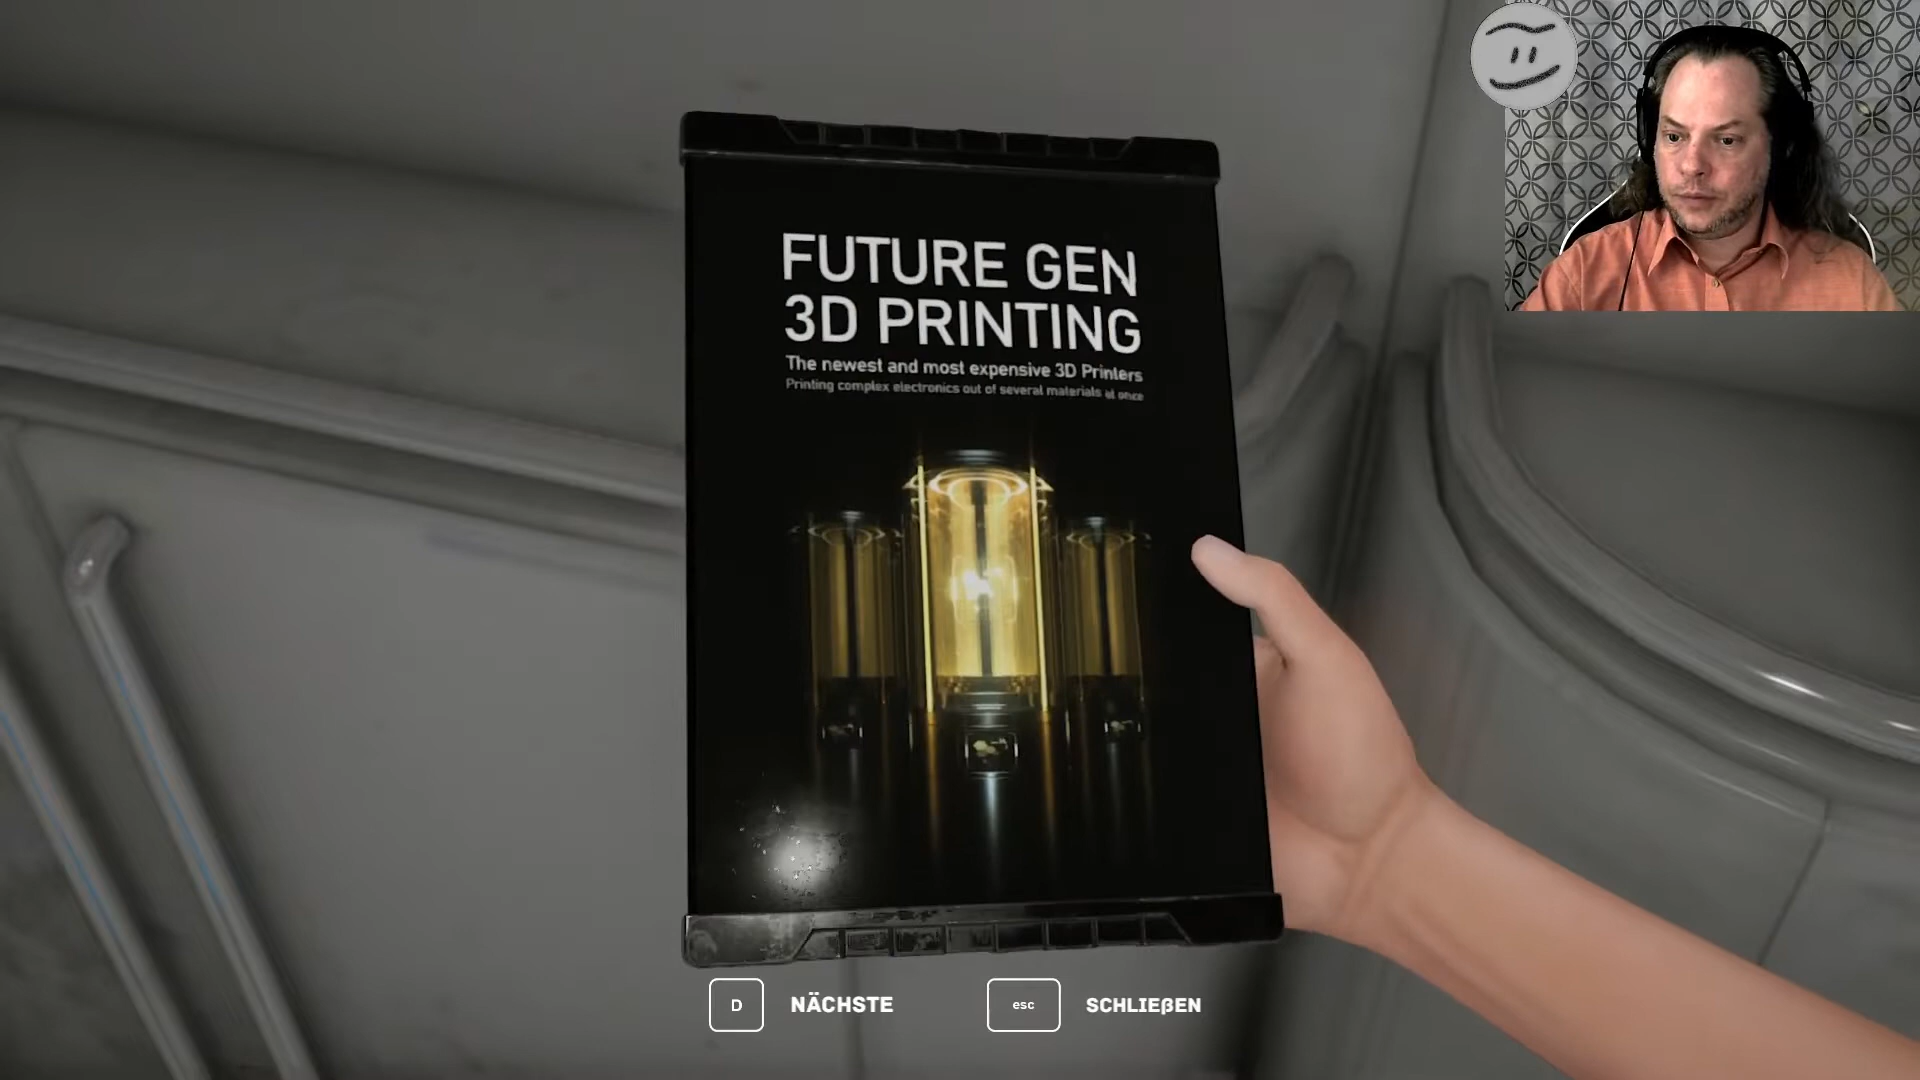 FUTURE GEN
3D PRINTING
The newest and most expensive 3D Printers
Printing complex electronics out of several materials at once
D NÄCHSTE
esc SCHLIEßEN